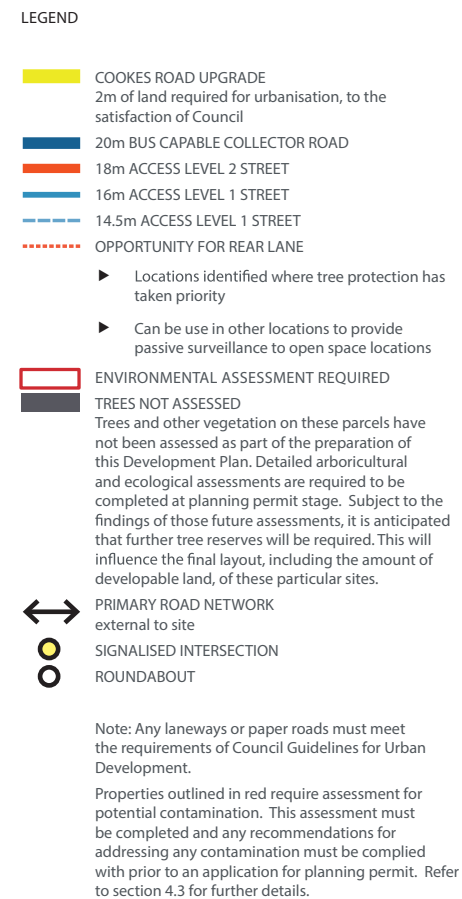 LEGEND
COOKES ROAD UPGRADE
2m of land required for urbanisation, to the
satisfaction of Council
20m BUS CAPABLE COLLECTOR ROAD
18m ACCESS LEVEL 2 STREET
16m ACCESS LEVEL 1 STREET
14.5m ACCESS LEVEL 1 STREET
OPPORTUNITY FOR REAR LANE
Locations identified where tree protection has
taken priority
Can be use in other locations to provide
passive surveillance to open space locations
ENVIRONMENTAL ASSESSMENT REQUIRED
TREES NOT ASSESSED
Trees and other vegetation on these parcels have
not been assessed as part of the preparation of
this Development Plan. Detailed arboricultural
and ecological assessments are required to be
completed at planning permit stage. Subject to the
findings of those future assessments, it is anticipated
that further tree reserves will be required. This will
influence the final layout, including the amount of
developable land, of these particular sites.
PRIMARY ROAD NETWORK
external to site
SIGNALISED INTERSECTION
ROUNDABOUT
Note: Any laneways or paper roads must meet
the requirements of Council Guidelines for Urban
Development.
Properties outlined in red require assessment for
potential contamination. This assessment must
be completed and any recommendations for
addressing any contamination must be complied
with prior to an application for planning permit. Refer
to section 4.3 for further details.